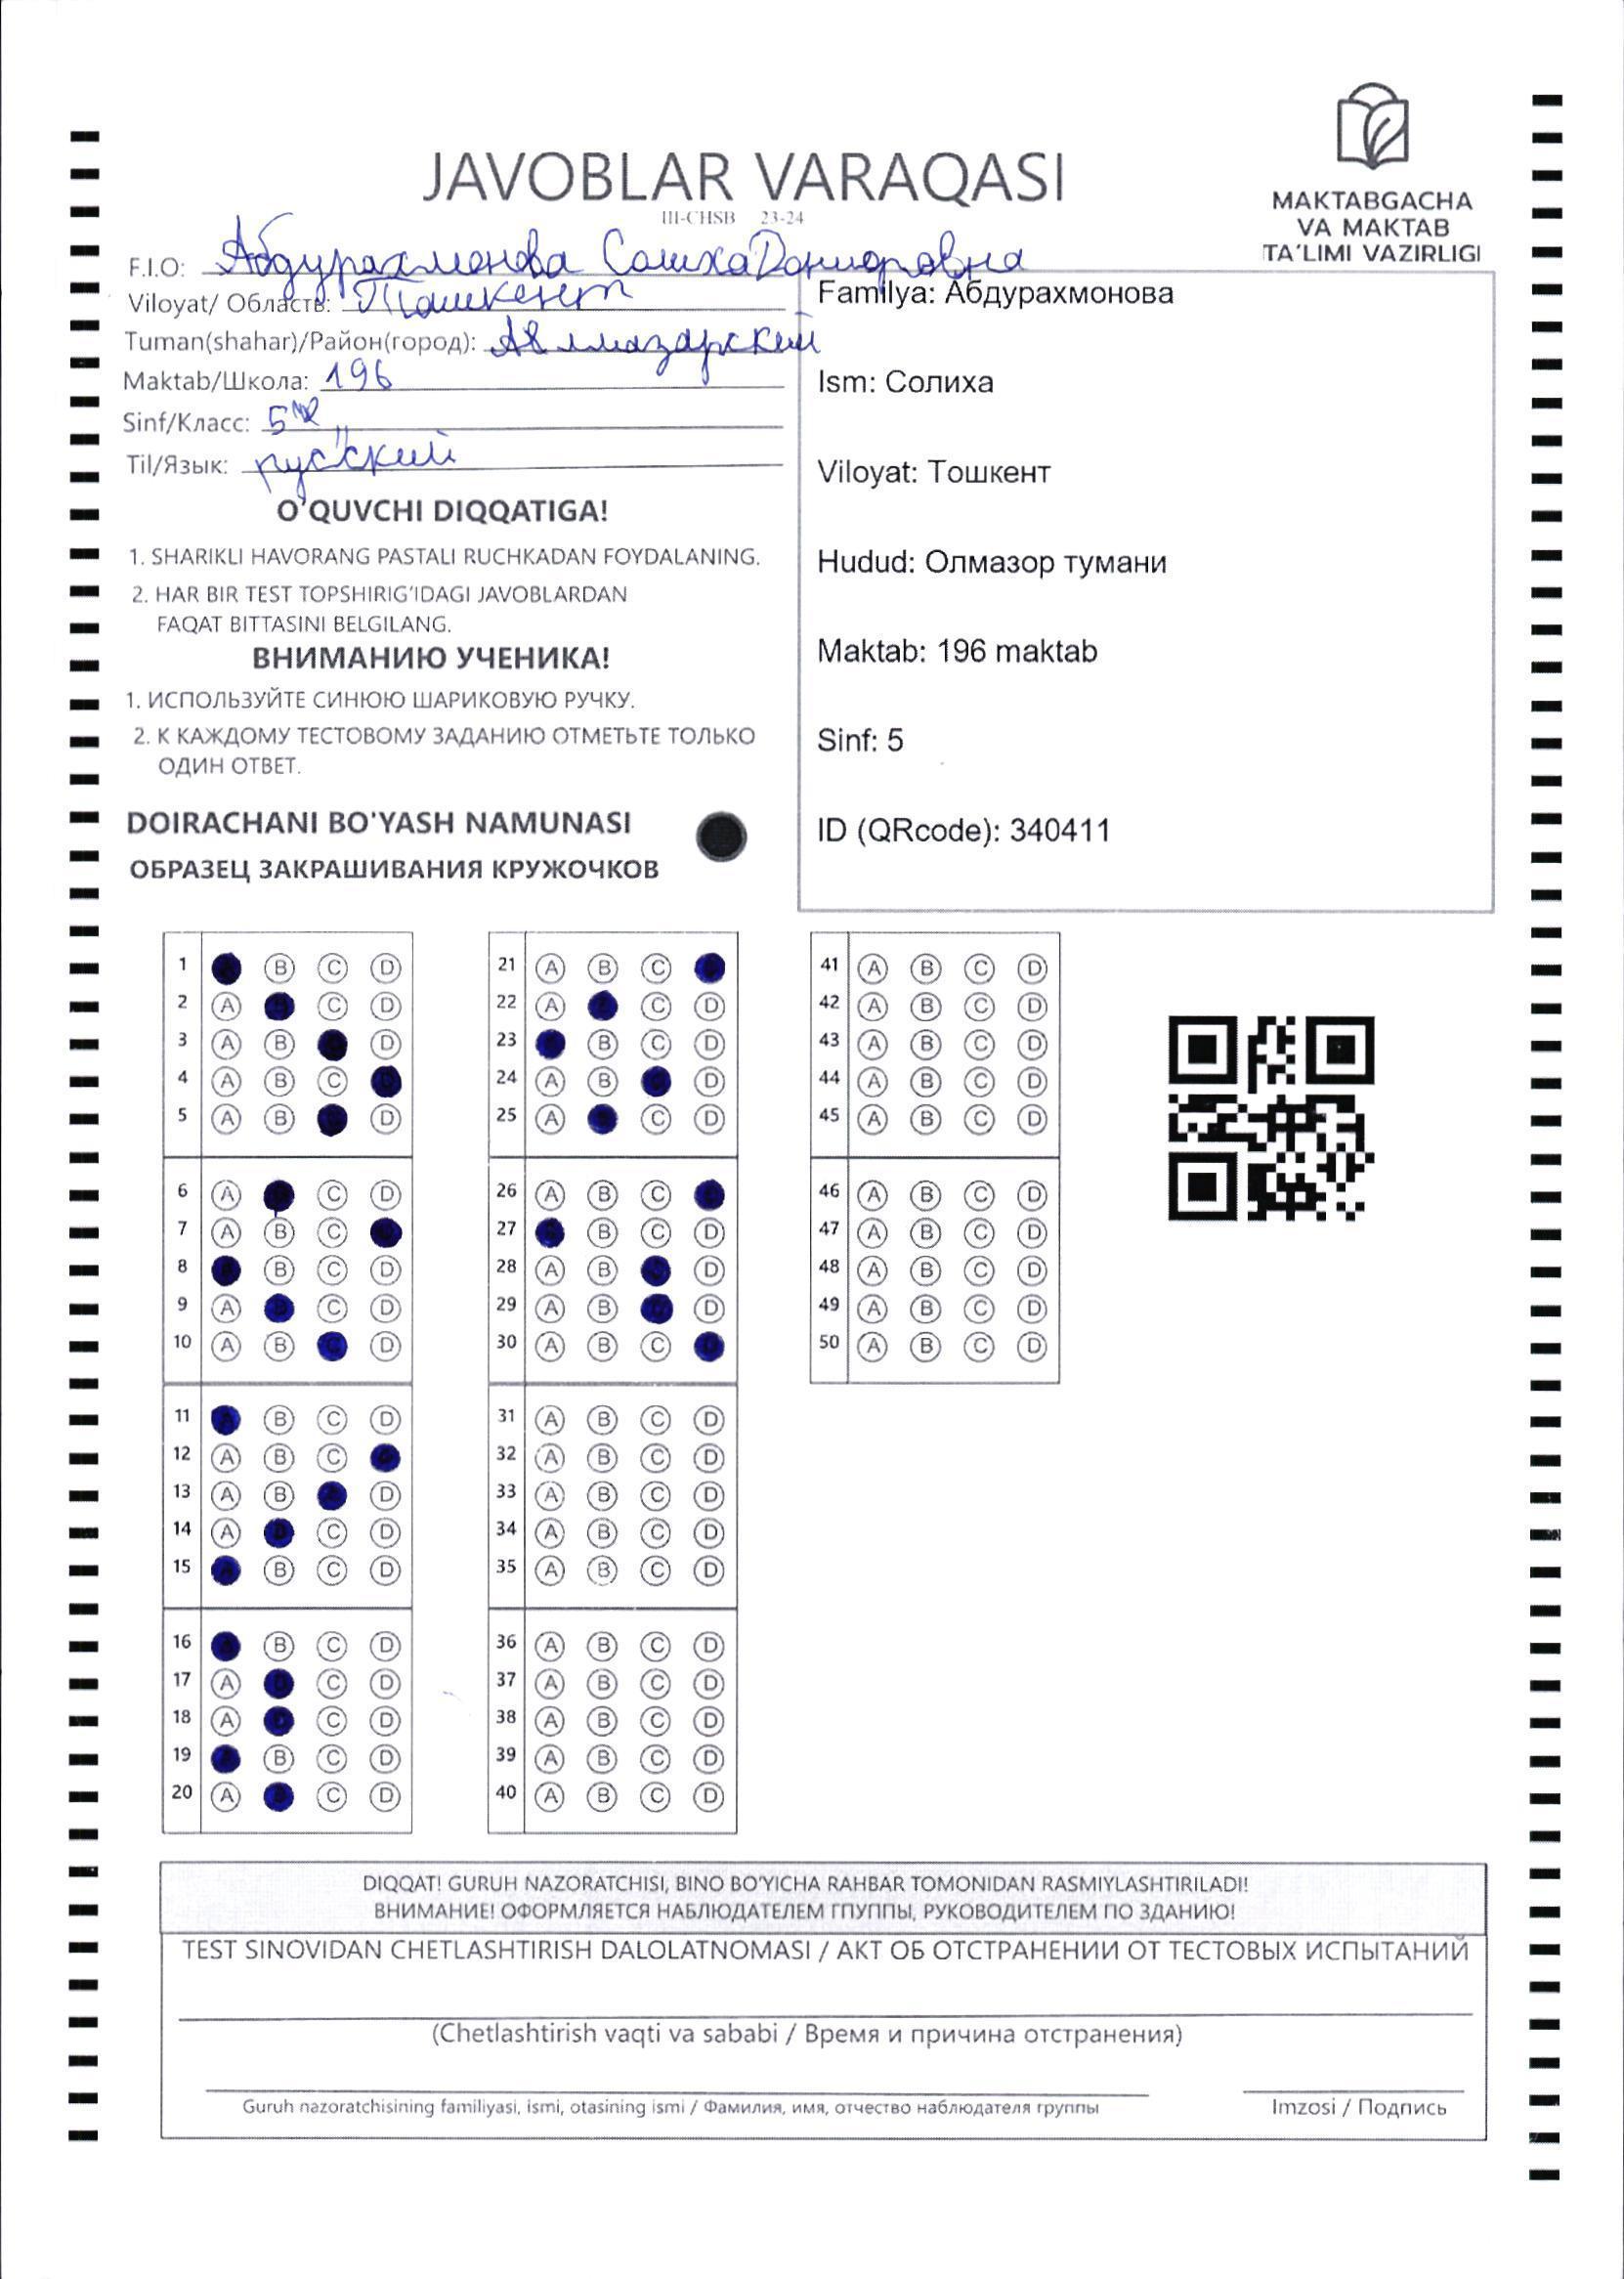 MAKTABGACHA
VA MAKTAB
TA'LIMI VAZIRLIGI
JAVOBLAR VARAQASI
III-CHSB 23-24
F.I.O: Абдурахмонова Солиха Донморовна
Viloyat/ Область: Ташкент
Tuman(shahar)/Район(город): Алмазарский
Maktab/Школа: 196
Sinf/Класс: 5
Til/Язык: русский
O'QUVCHI DIQQATIGA!
1. SHARIKLI HAVORANG PASTALI RUCHKADAN FOYDALANING.
2. HAR BIR TEST TOPSHIRIG'IDAGI JAVOBLARDAN
FAQAT BITTASINI BELGILANG.
ВНИМАНИЮ УЧЕНИКА!
1. ИСПОЛЬЗУЙТЕ СИНЮЮ ШАРИКОВУЮ РУЧКУ.
2. К КАЖДОМУ ТЕСТОВОМУ ЗАДАНИЮ ОТМЕТЬТЕ ТОЛЬКО
ОДИН ОТВЕТ.
DOIRACHANI BO'YASH NAMUNASI
ОБРАЗЕЦ ЗАКРАШИВАНИЯ КРУЖОЧКОВ
Familya: Абдурахмонова
Ism: Солиха
Viloyat: Тошкент
Hudud: Олмазор тумани
Maktab: 196 maktab
Sinf: 5
ID (QRcode): 340411
1 B C D
2 A C D
3 A B D
4 A B C
5 A B D
6 A C D
7 A B C
8 B C D
9 A C D
10 A B D
11 B C D
12 A B C
13 A B D
14 A C D
15 B C D
16 B C D
17 A C D
18 A C D
19 B C D
20 A C D
21 A B C
22 A C D
23 B C D
24 A B D
25 A C D
26 A B C
27 B C D
28 A B D
29 A B D
30 A B C
31 A B C D
32 A B C D
33 A B C D
34 A B C D
35 A B C D
36 A B C D
37 A B C D
38 A B C D
39 A B C D
40 A B C D
41 A B C D
42 A B C D
43 A B C D
44 A B C D
45 A B C D
46 A B C D
47 A B C D
48 A B C D
49 A B C D
50 A B C D
DIQQAT! GURUH NAZORATCHISI, BINO BO'YICHA RAHBAR TOMONIDAN RASMIYLASHTIRILADI!
ВНИМАНИЕ! ОФОРМЛЯЕТСЯ НАБЛЮДАТЕЛЕМ ГПУППЫ, РУКОВОДИТЕЛЕМ ПО ЗДАНИЮ!
TEST SINOVIDAN CHETLASHTIRISH DALOLATNOMASI / АКТ ОБ ОТСТРАНЕНИИ ОТ ТЕСТОВЫХ ИСПЫТАНИЙ
(Chetlashtirish vaqti va sababi / Время и причина отстранения)
Guruh nazoratchisining familiyasi, ismi, otasining ismi / Фамилия, имя, отчество наблюдателя группы
Imzosi / Подпись